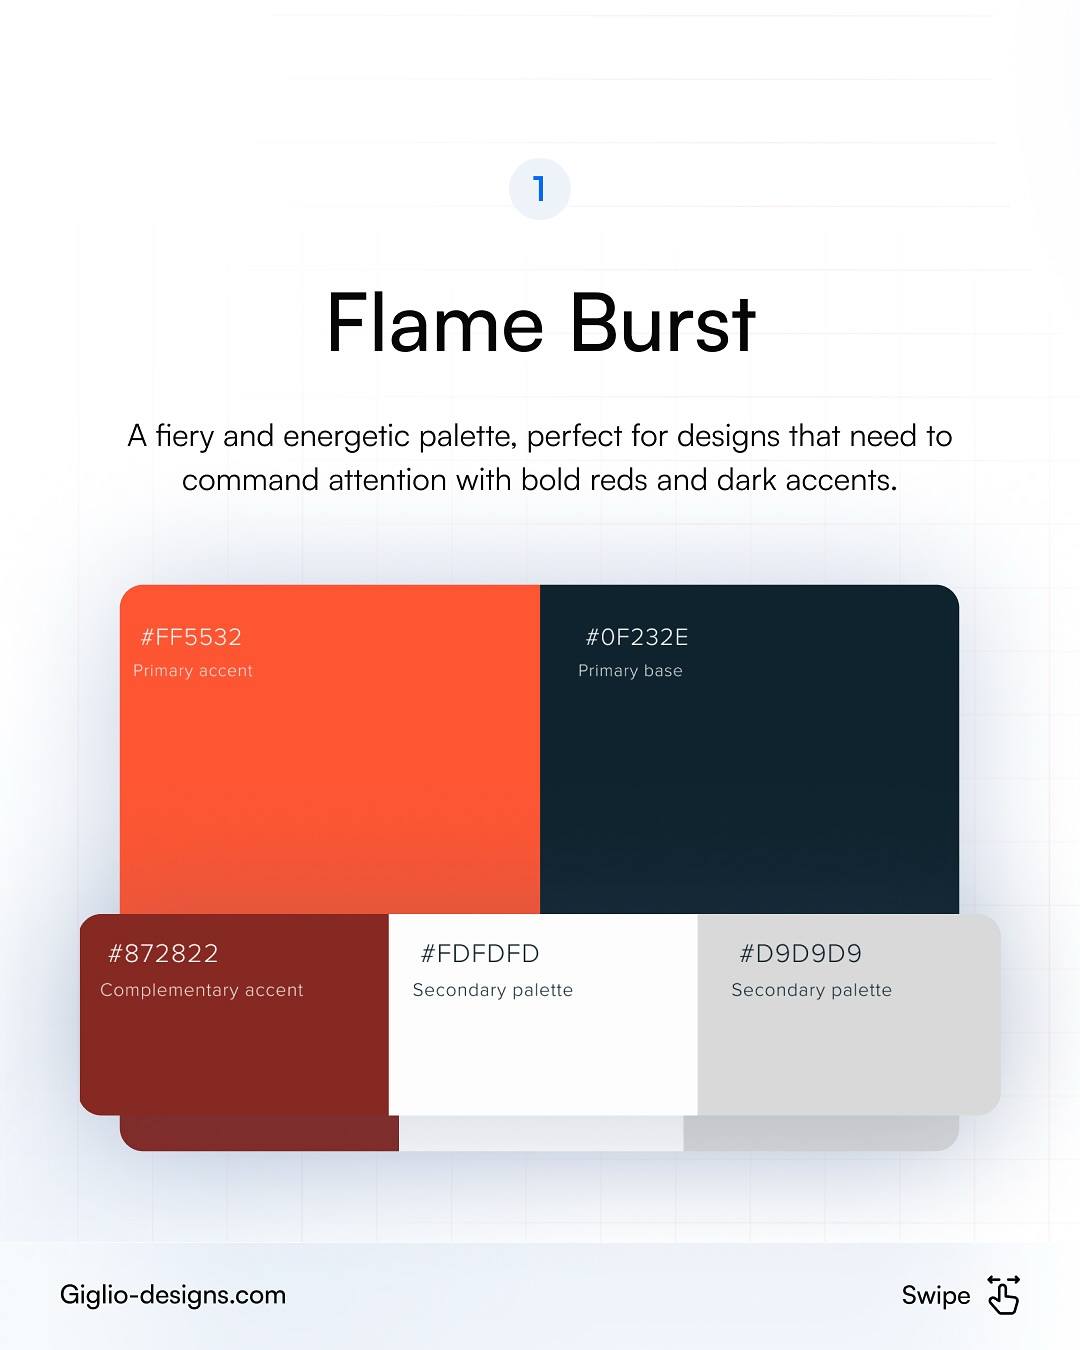 1
Flame Burst
A fiery and energetic palette, perfect for designs that need to
command attention with bold reds and dark accents.
#FF5532
Primary accent
#0F232E
Primary base
#872822
Complementary accent
#FDFDFD
Secondary palette
#D9D9D9
Secondary palette
Giglio-designs.com
Swipe